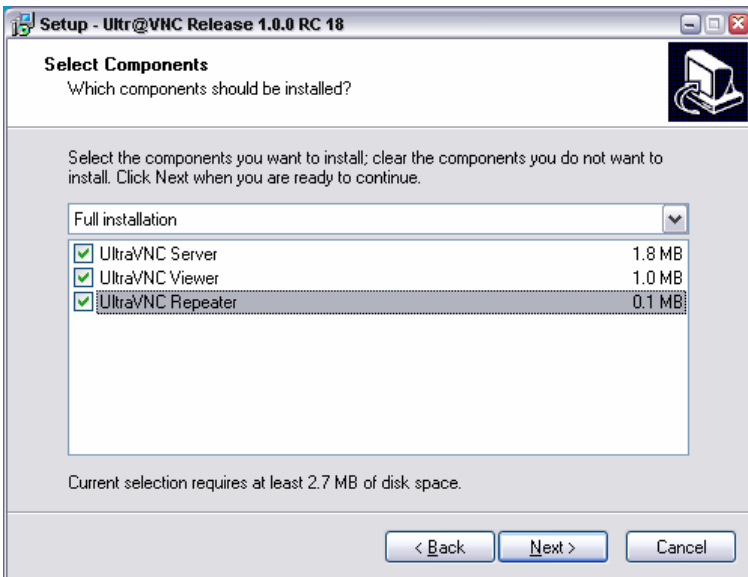 Setup - Ultr@VNC Release 1.0.0 RC 18
Select Components
Which components should be installed?
Select the components you want to install; clear the components you do not want to
install. Click Next when you are ready to continue.
Full installation
UltraVNC Server 1.8 MB
UltraVNC Viewer 1.0 MB
UltraVNC Repeater 0.1 MB
Current selection requires at least 2.7 MB of disk space.
< Back Next > Cancel